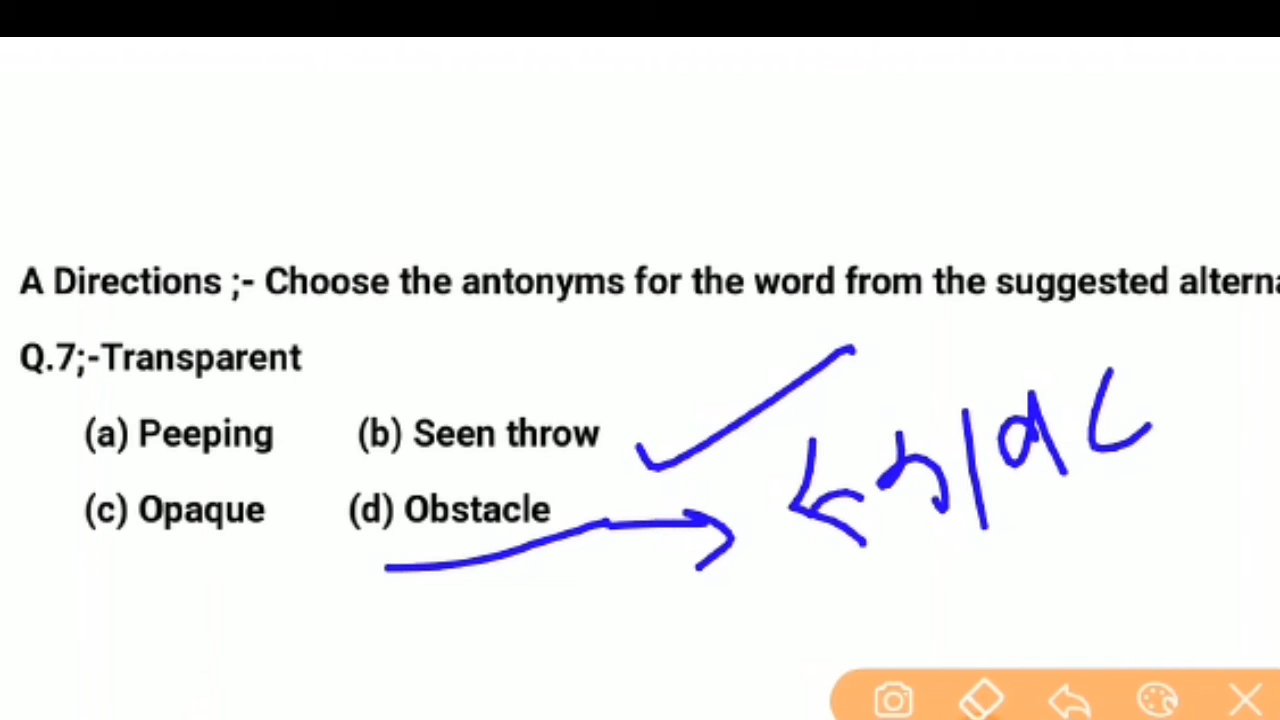 A Directions ;- Choose the antonyms for the word from the suggested alterna
Q.7;-Transparent
(a) Peeping (b) Seen throw
(c) Opaque (d) Obstacle